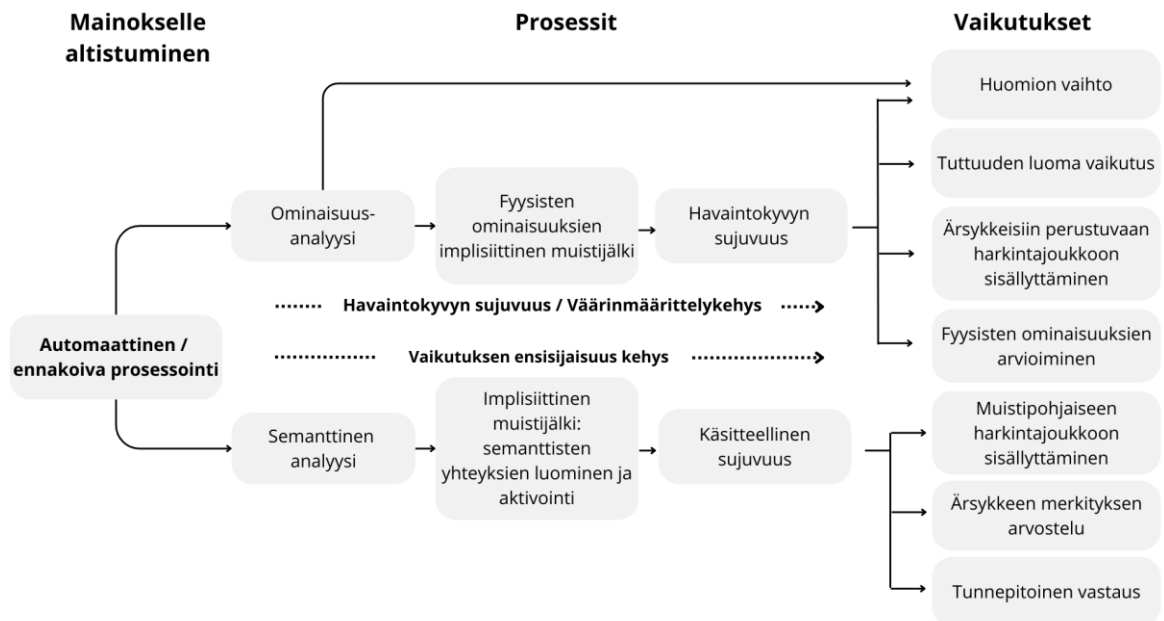 Mainokselle
altistuminen
Prosessit
Vaikutukset
Automaattinen /
ennakoiva prosessointi
Ominaisuus-
analyysi
Fyysisten
ominaisuuksien
implisiittinen muistijälki
Havaintokyvyn
sujuvuus
Havaintokyvyn sujuvuus / Väärinmäärittelykehys
Vaikutuksen ensisijaisuus kehys
Semanttinen
analyysi
Implisiittinen
muistijälki:
semanttisten
yhteyksien luominen ja
aktivointi
Käsitteellinen
sujuvuus
Huomion vaihto
Tuttuuden luoma vaikutus
Ärsykkeisiin perustuvaan
harkintajoukkoon
sisällyttäminen
Fyysisten ominaisuuksien
arvioiminen
Muistipohjaiseen
harkintajoukkoon
sisällyttäminen
Ärsykkeen merkityksen
arvostelu
Tunnepitoinen vastaus